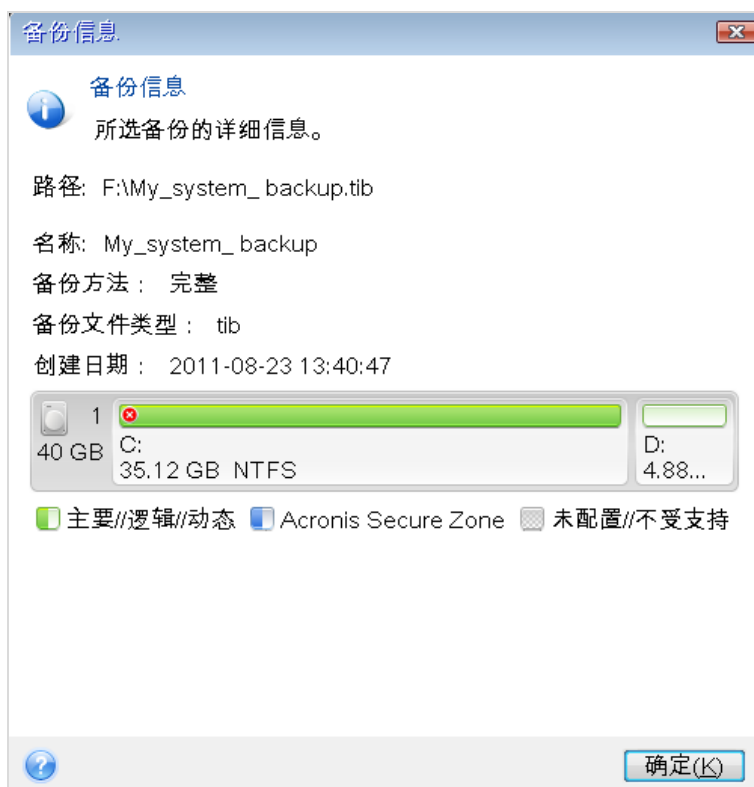 备份信息
备份信息
所选备份的详细信息。
路径: F:\My_system_ backup.tib
名称: My_system_ backup
备份方法： 完整
备份文件类型： tib
创建日期： 2011-08-23 13:40:47
1
40 GB
C:
35.12 GB NTFS
D:
4.88...
主要//逻辑//动态 Acronis Secure Zone 未配置//不受支持
确定(K)